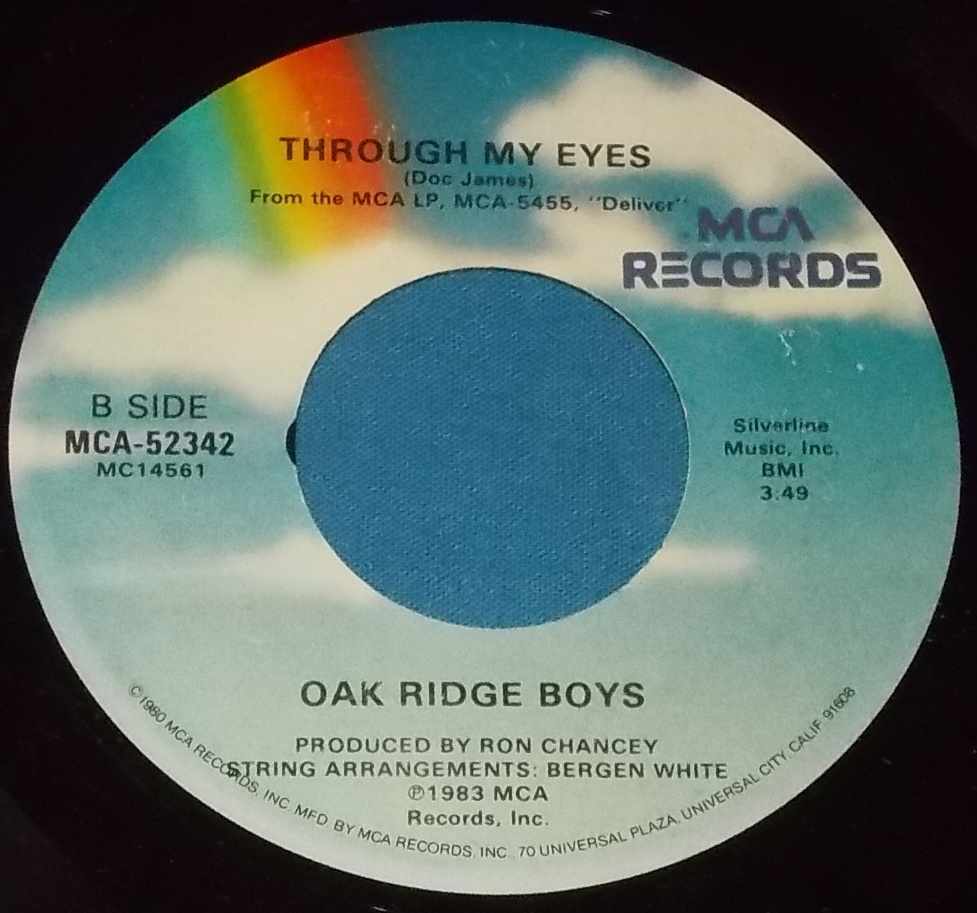 THROUGH MY EYES
(Doc James)
From the MCA LP, MCA-5455, "Deliver"
MCA
RECORDS
B SIDE
MCA-52342
MC14561
Silverline
Music, Inc.
BMI
3:49
OAK RIDGE BOYS
PRODUCED BY RON CHANCEY
STRING ARRANGEMENTS: BERGEN WHITE
℗1983 MCA
Records, Inc.
©1980 MCA RECORDS, INC. MFD. BY MCA RECORDS, INC., 70 UNIVERSAL PLAZA, UNIVERSAL CITY, CALIF. 91608